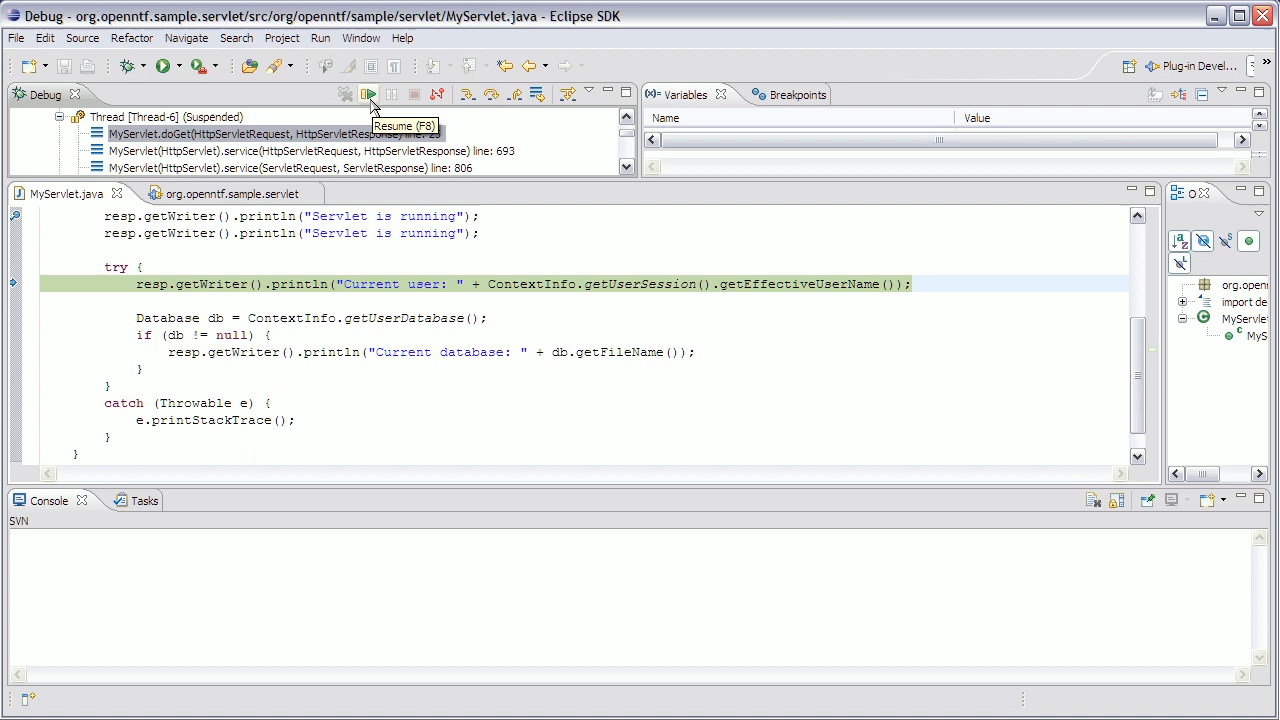 Debug - org.openntf.sample.servlet/src/org/openntf/sample/servlet/MyServlet.java - Eclipse SDK
File Edit Source Refactor Navigate Search Project Run Window Help
Plug-in Devel... »
Debug
Variables Breakpoints
Thread [Thread-6] (Suspended)
Name Value
Resume (F8)
MyServlet.doGet(HttpServletRequest, HttpServletResponse) line:
MyServlet(HttpServlet).service(HttpServletRequest, HttpServletResponse) line: 693
MyServlet(HttpServlet).service(ServletRequest, ServletResponse) line: 806
MyServlet.java org.openntf.sample.servlet
O
resp.getWriter().println("Servlet is running");
resp.getWriter().println("Servlet is running");
try {
resp.getWriter().println("Current user: " + ContextInfo.getUserSession().getEffectiveUserName());
Database db = ContextInfo.getUserDatabase();
if (db != null) {
resp.getWriter().println("Current database: " + db.getFileName());
}
}
catch (Throwable e) {
e.printStackTrace();
}
}
org.openr
import de
MyServle
MyS
Console Tasks
SVN